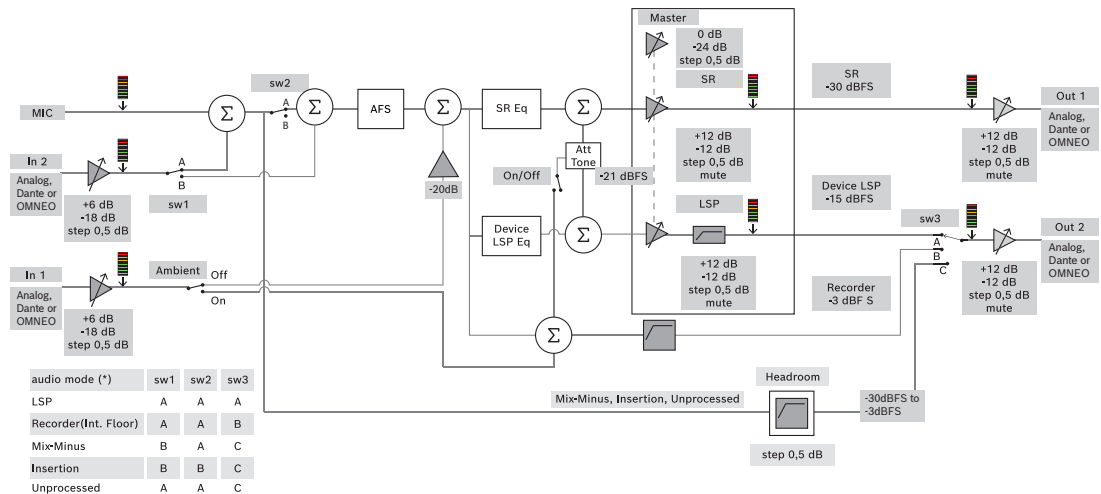 Master
0 dB
-24 dB
step 0,5 dB
SR
+12 dB
-12 dB
step 0,5 dB
mute
SR
-30 dBFS
Out 1
Analog,
Dante or
OMNEO
+12 dB
-12 dB
step 0,5 dB
mute
MIC
Σ
sw2
A
B
Σ
AFS
Σ
SR Eq
Σ
In 2
Analog,
Dante or
OMNEO
+6 dB
-18 dB
step 0,5 dB
A
B
sw1
-20dB
On/Off
Att
Tone
-21 dBFS
Device
LSP Eq
Σ
LSP
+12 dB
-12 dB
step 0,5 dB
mute
Device LSP
-15 dBFS
sw3
A
B
C
Out 2
Analog,
Dante or
OMNEO
+12 dB
-12 dB
step 0,5 dB
mute
In 1
Analog,
Dante or
OMNEO
+6 dB
-18 dB
step 0,5 dB
Ambient
Off
On
Σ
Recorder
-3 dBF S
audio mode (*) sw1 sw2 sw3
LSP A A A
Recorder(Int. Floor) A A B
Mix-Minus B A C
Insertion B B C
Unprocessed A A C
Mix-Minus, Insertion, Unprocessed
Headroom
step 0,5 dB
-30dBFS to
-3dBFS